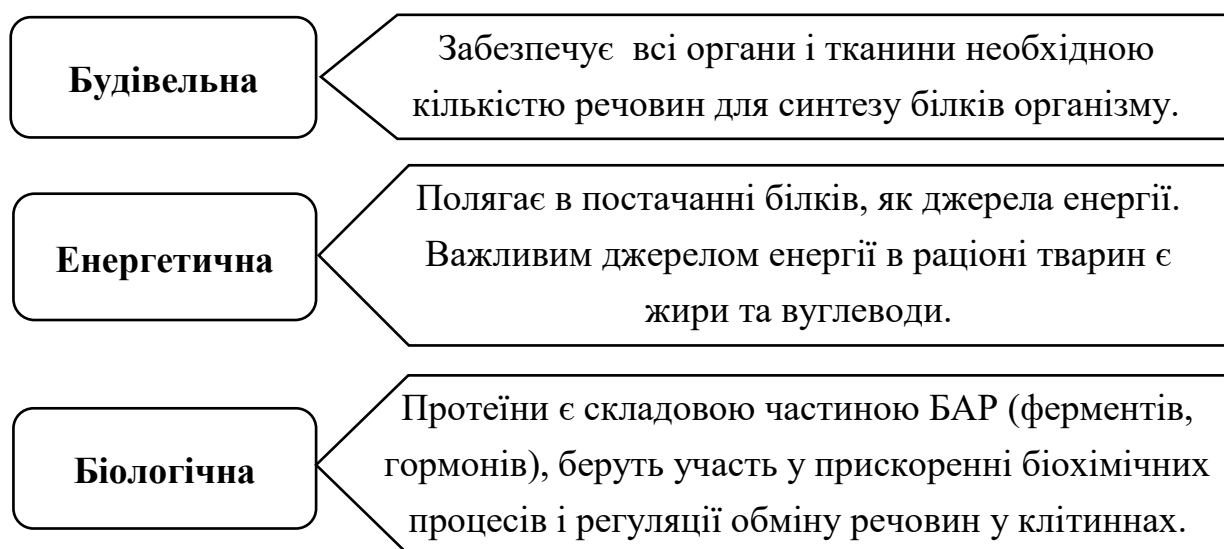 Будівельна
Забезпечує всі органи і тканини необхідною
кількістю речовин для синтезу білків організму.
Енергетична
Полягає в постачанні білків, як джерела енергії.
Важливим джерелом енергії в раціоні тварин є
жири та вуглеводи.
Біологічна
Протеїни є складовою частиною БАР (ферментів,
гормонів), беруть участь у прискоренні біохімічних
процесів і регуляції обміну речовин у клітиннах.